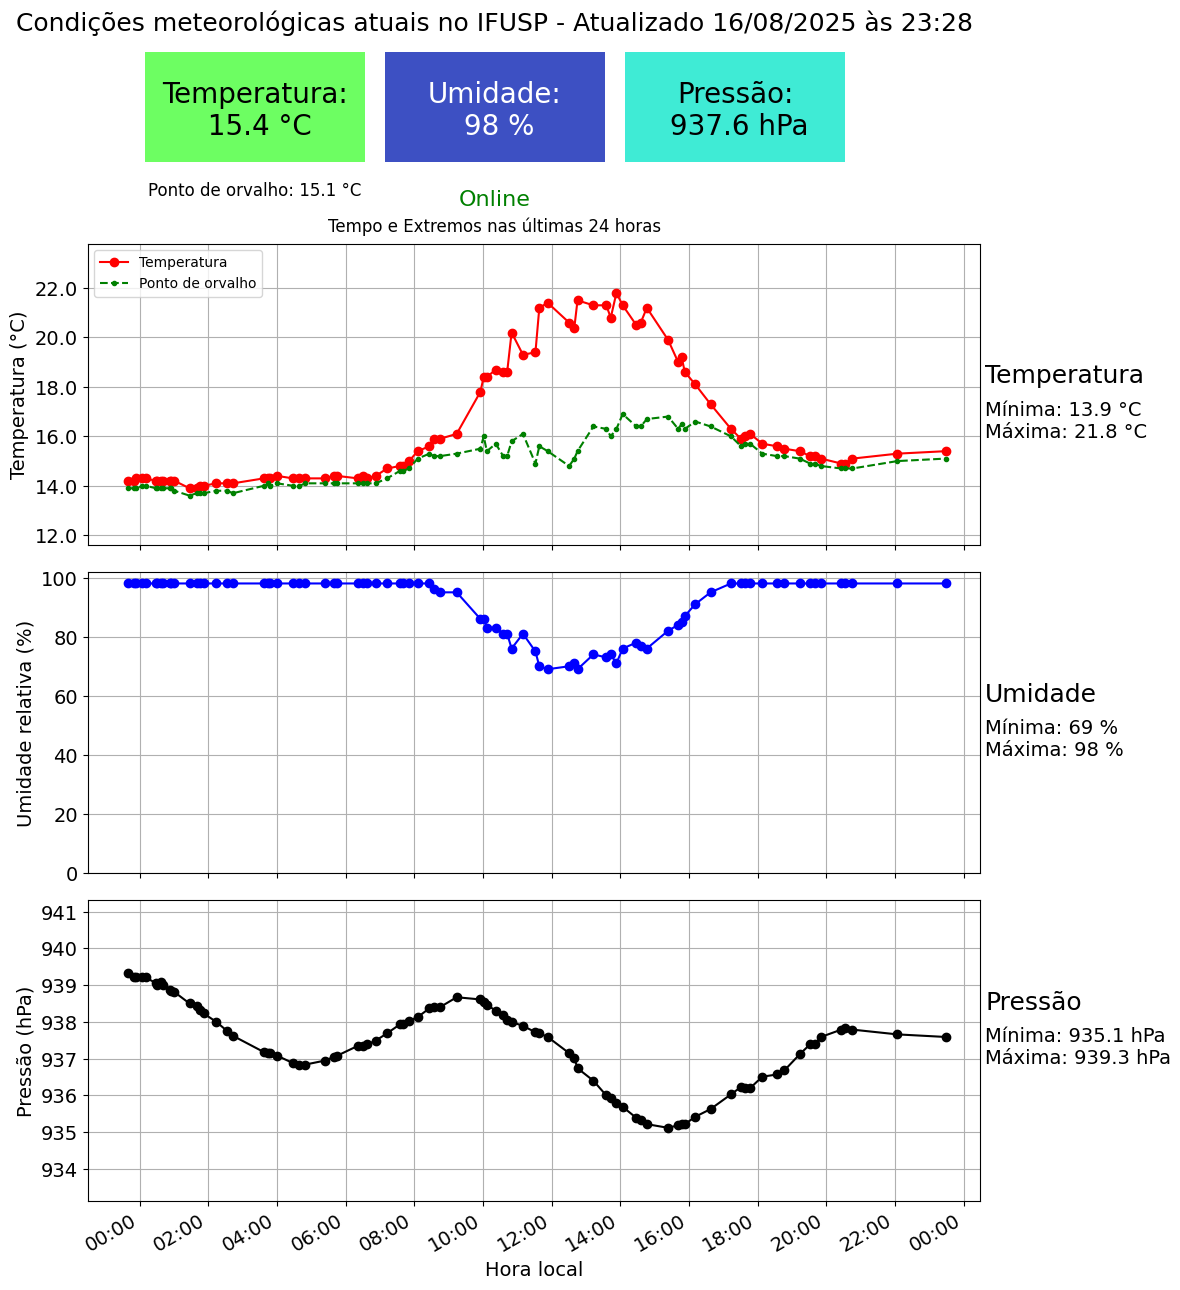 Condições meteorológicas atuais no IFUSP - Atualizado 16/08/2025 às 23:28
Temperatura:
15.4 °C
Umidade:
98 %
Pressão:
937.6 hPa
Ponto de orvalho: 15.1 °C
Online
Tempo e Extremos nas últimas 24 horas
Temperatura
Ponto de orvalho
Temperatura (°C)
22.0
20.0
18.0
16.0
14.0
12.0
Temperatura
Mínima: 13.9 °C
Máxima: 21.8 °C
Umidade relativa (%)
100
80
60
40
20
0
Umidade
Mínima: 69 %
Máxima: 98 %
Pressão (hPa)
941
940
939
938
937
936
935
934
Pressão
Mínima: 935.1 hPa
Máxima: 939.3 hPa
00:00 02:00 04:00 06:00 08:00 10:00 12:00 14:00 16:00 18:00 20:00 22:00 00:00
Hora local